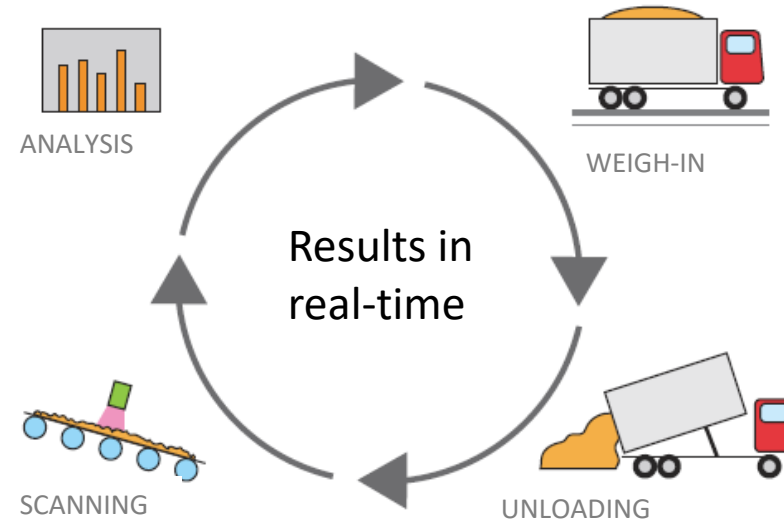 ANALYSIS
WEIGH-IN
Results in
real-time
SCANNING
UNLOADING